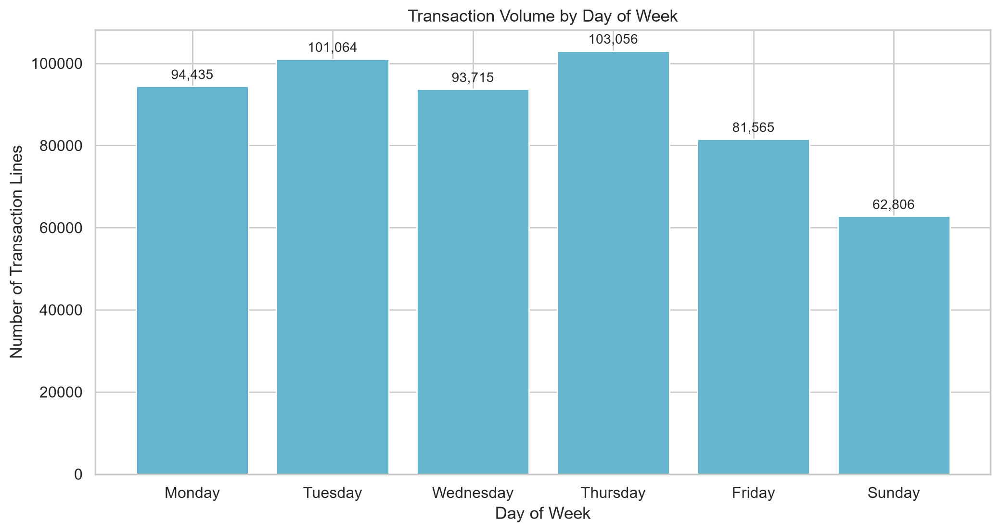 Transaction Volume by Day of Week
Number of Transaction Lines
100000
80000
60000
40000
20000
0
94,435
101,064
93,715
103,056
81,565
62,806
Monday
Tuesday
Wednesday
Thursday
Friday
Sunday
Day of Week